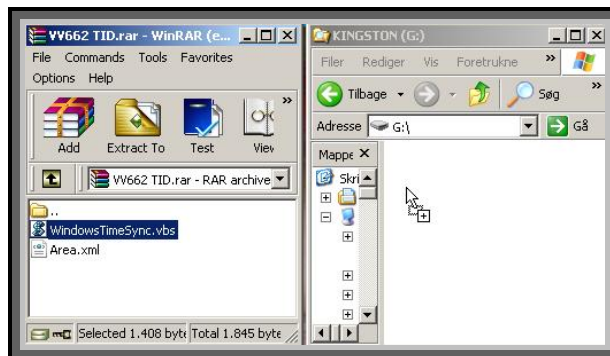 VV662 TID.rar - WinRAR (e...
File Commands Tools Favorites
Options Help
Add Extract To Test View
VV662 TID.rar - RAR archive
..
WindowsTimeSync.vbs
Area.xml
Selected 1.408 byte Total 1.845 byte
KINGSTON (G:)
Filer Rediger Vis Foretrukne »
Tilbage Søg »
Adresse G:\ Gå
Mappe X
Skri